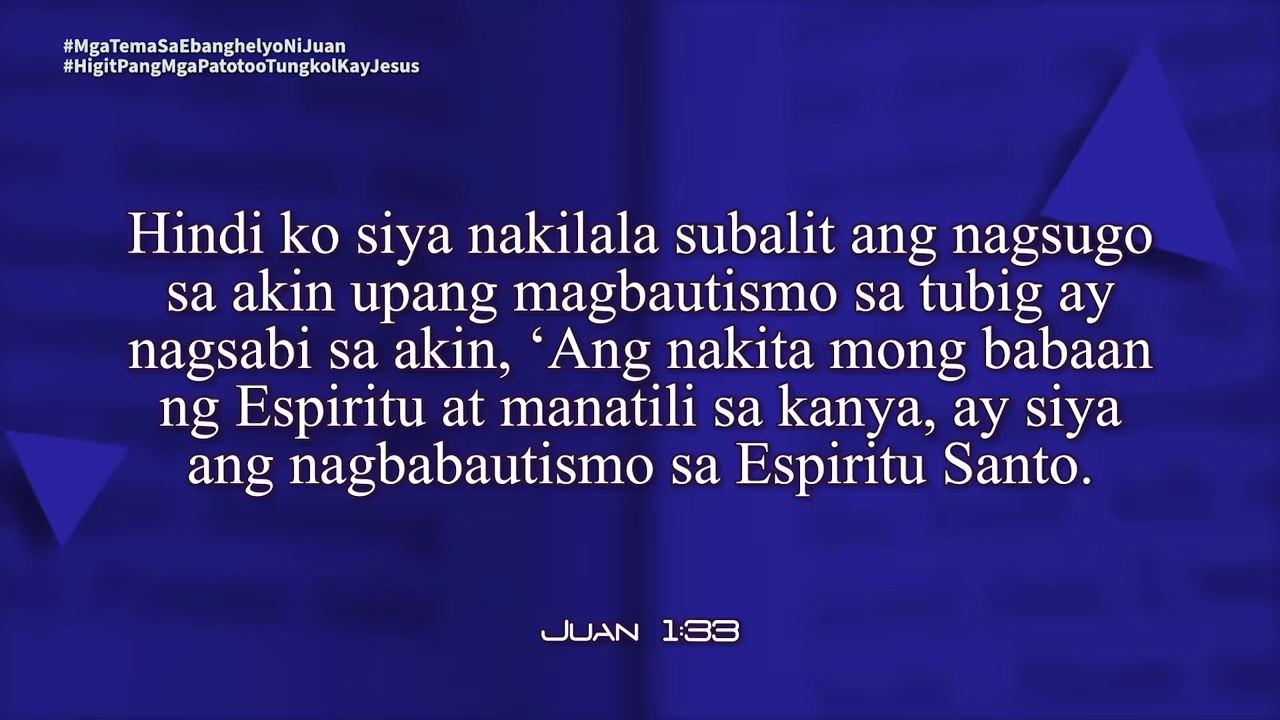 #MgaTemaSaEbanghelyoNiJuan
#HigitPangMgaPatotooTungkolKayJesus
Hindi ko siya nakilala subalit ang nagsugo
sa akin upang magbautismo sa tubig ay
nagsabi sa akin, ‘Ang nakita mong babaan
ng Espiritu at manatili sa kanya, ay siya
ang nagbabautismo sa Espiritu Santo.
Juan 1:33